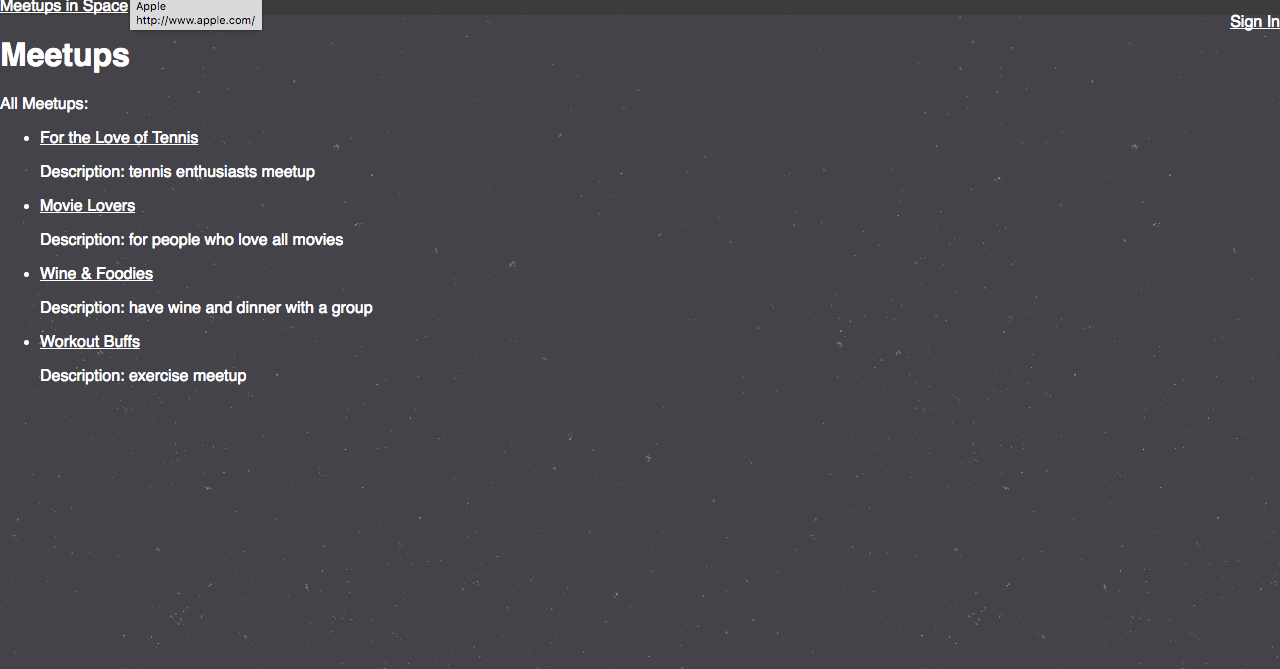 Meetups in Space
Apple
http://www.apple.com/
Sign In
Meetups
All Meetups:
For the Love of Tennis
Description: tennis enthusiasts meetup
Movie Lovers
Description: for people who love all movies
Wine & Foodies
Description: have wine and dinner with a group
Workout Buffs
Description: exercise meetup